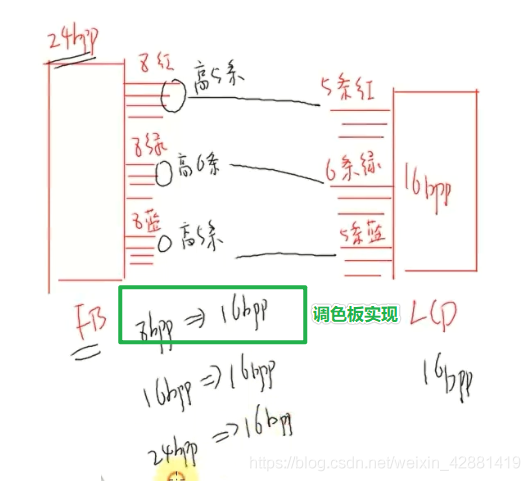 24bpp
8红
高5条
5条红
8绿
高6条
6条绿
16bpp
8蓝
高5条
5条蓝
FB
8bpp => 16bpp
调色板实现
LCD
16bpp => 16bpp
16bpp
24bpp => 16bpp
https://blog.csdn.net/weixin_42881419